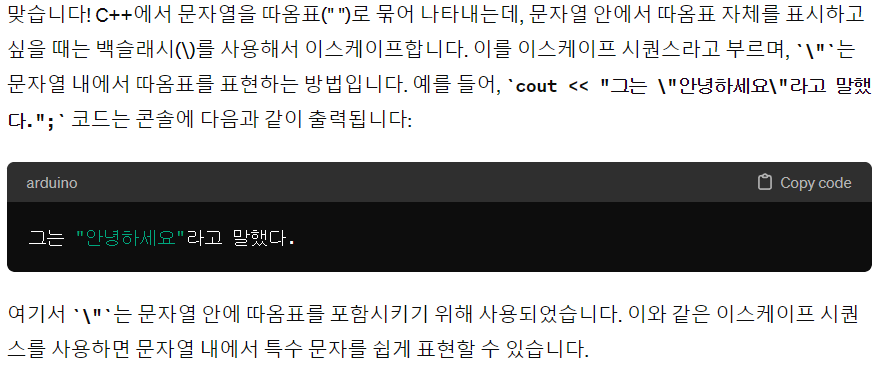 맞습니다! C++에서 문자열을 따옴표(" ")로 묶어 나타내는데, 문자열 안에서 따옴표 자체를 표시하고
싶을 때는 백슬래시(\)를 사용해서 이스케이프합니다. 이를 이스케이프 시퀀스라고 부르며, `\"`는
문자열 내에서 따옴표를 표현하는 방법입니다. 예를 들어, `cout << "그는 \"안녕하세요\"라고 말했
다.";` 코드는 콘솔에 다음과 같이 출력됩니다:
arduino Copy code
그는 "안녕하세요"라고 말했다.
여기서 `\"`는 문자열 안에 따옴표를 포함시키기 위해 사용되었습니다. 이와 같은 이스케이프 시퀀
스를 사용하면 문자열 내에서 특수 문자를 쉽게 표현할 수 있습니다.